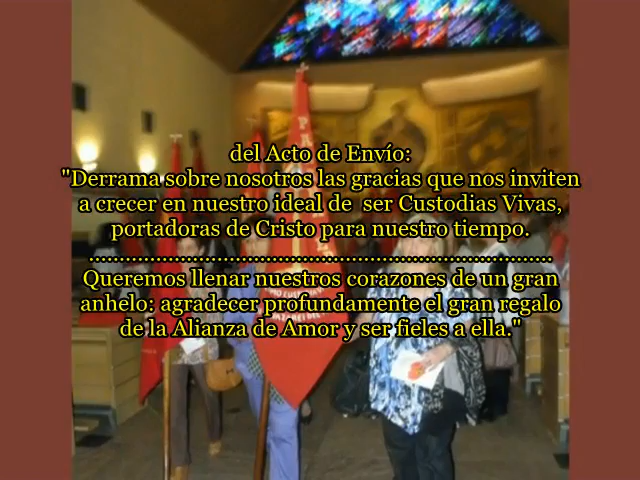 del Acto de Envío:
"Derrama sobre nosotros las gracias que nos inviten
a crecer en nuestro ideal de ser Custodias Vivas,
portadoras de Cristo para nuestro tiempo.
...........................................................................
Queremos llenar nuestros corazones de un gran
anhelo: agradecer profundamente el gran regalo
de la Alianza de Amor y ser fieles a ella."